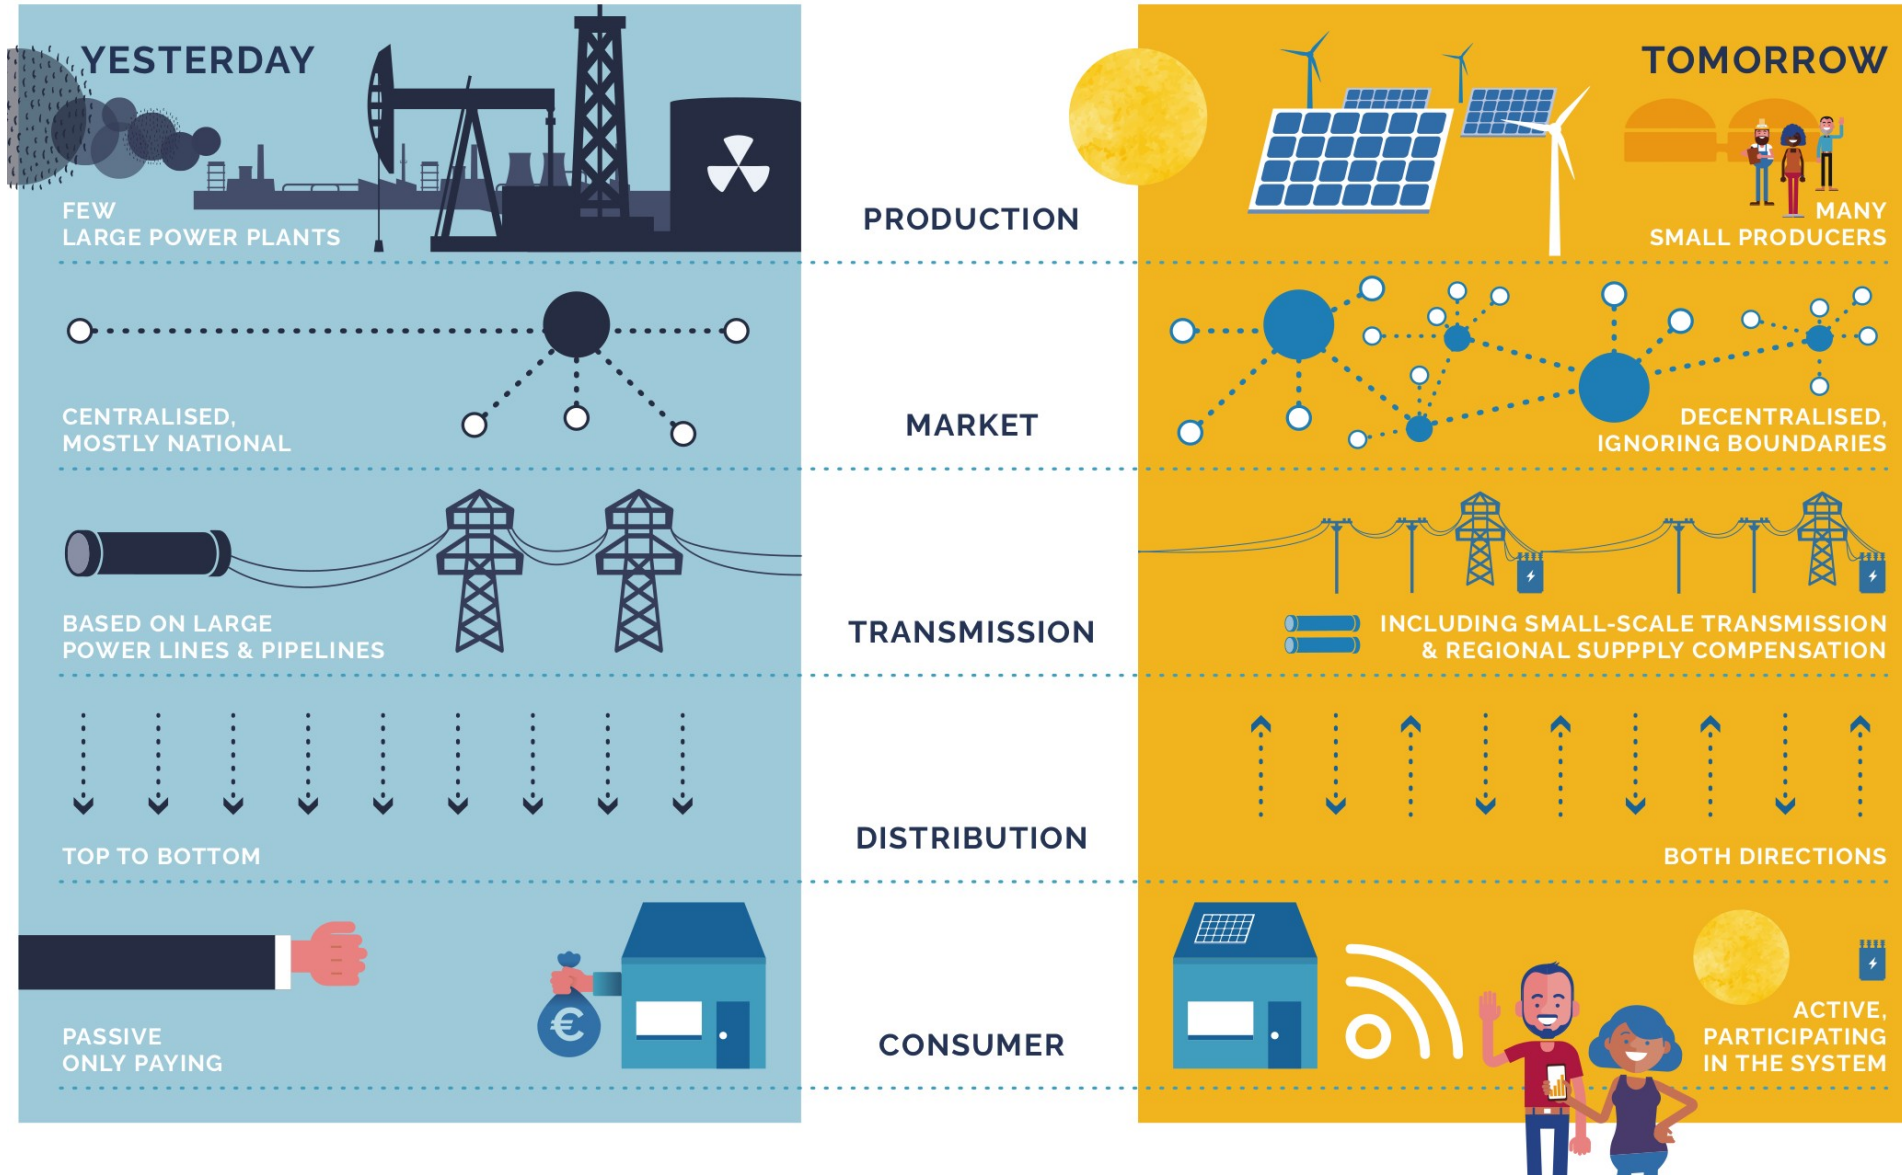 YESTERDAY
TOMORROW
FEW
LARGE POWER PLANTS
PRODUCTION
MANY
SMALL PRODUCERS
CENTRALISED,
MOSTLY NATIONAL
MARKET
DECENTRALISED,
IGNORING BOUNDARIES
BASED ON LARGE
POWER LINES & PIPELINES
TRANSMISSION
INCLUDING SMALL-SCALE TRANSMISSION
& REGIONAL SUPPPLY COMPENSATION
TOP TO BOTTOM
DISTRIBUTION
BOTH DIRECTIONS
€
PASSIVE
ONLY PAYING
CONSUMER
ACTIVE,
PARTICIPATING
IN THE SYSTEM